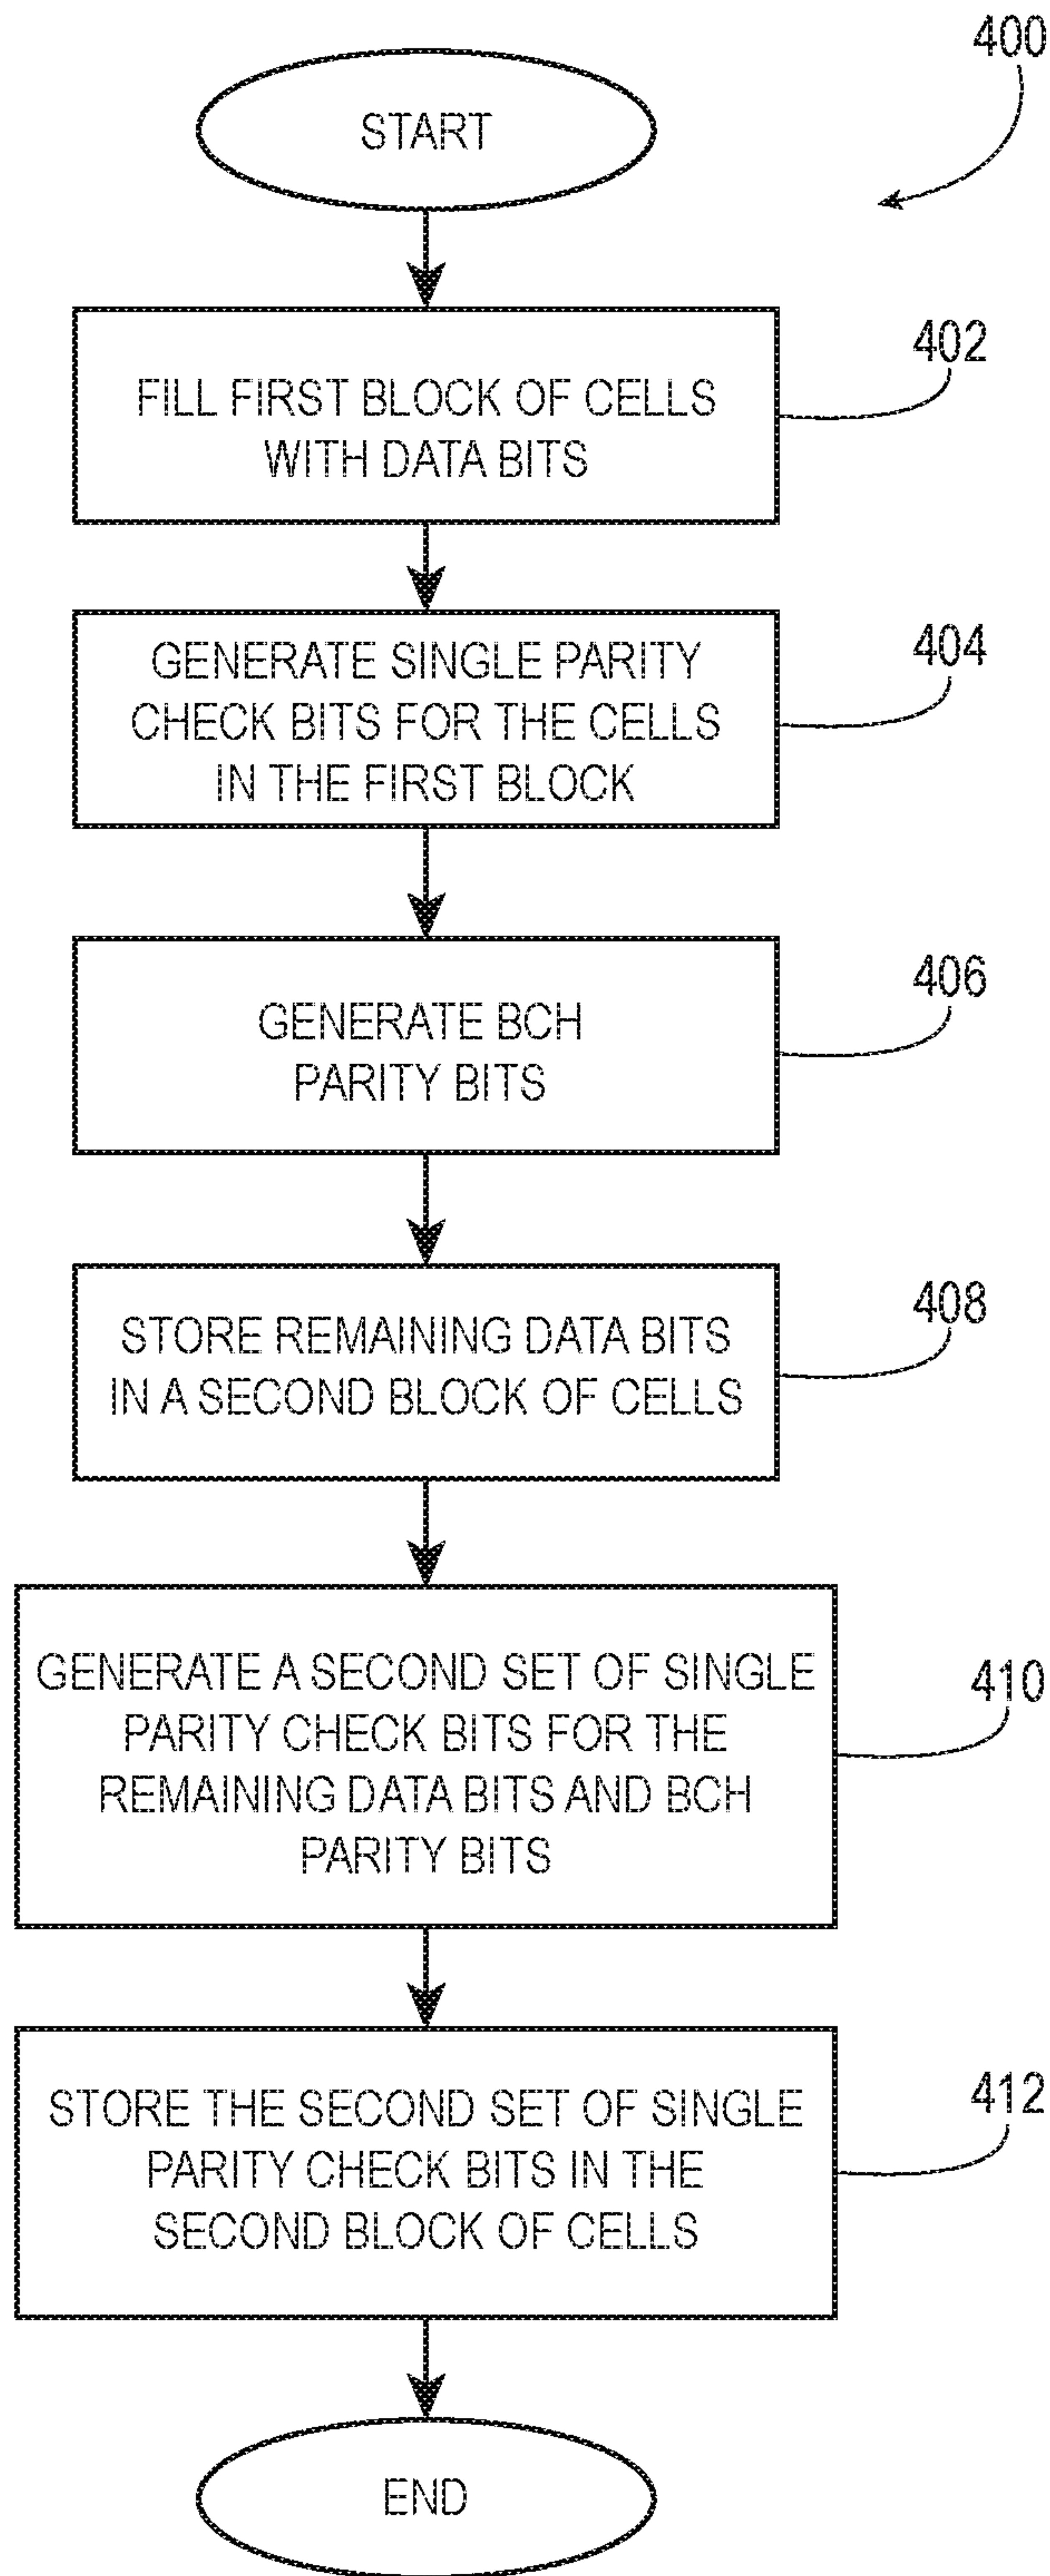 400
START
402
FILL FIRST BLOCK OF CELLS
WITH DATA BITS
404
GENERATE SINGLE PARITY
CHECK BITS FOR THE CELLS
IN THE FIRST BLOCK
406
GENERATE BCH
PARITY BITS
408
STORE REMAINING DATA BITS
IN A SECOND BLOCK OF CELLS
410
GENERATE A SECOND SET OF SINGLE
PARITY CHECK BITS FOR THE
REMAINING DATA BITS AND BCH
PARITY BITS
412
STORE THE SECOND SET OF SINGLE
PARITY CHECK BITS IN THE
SECOND BLOCK OF CELLS
END